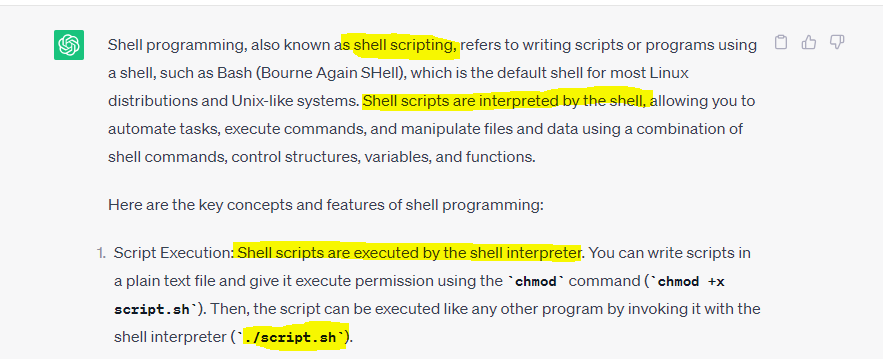 Shell programming, also known as shell scripting, refers to writing scripts or programs using
a shell, such as Bash (Bourne Again SHell), which is the default shell for most Linux
distributions and Unix-like systems. Shell scripts are interpreted by the shell, allowing you to
automate tasks, execute commands, and manipulate files and data using a combination of
shell commands, control structures, variables, and functions.
Here are the key concepts and features of shell programming:
1. Script Execution: Shell scripts are executed by the shell interpreter. You can write scripts in
a plain text file and give it execute permission using the `chmod` command (`chmod +x
script.sh`). Then, the script can be executed like any other program by invoking it with the
shell interpreter (`./script.sh`).